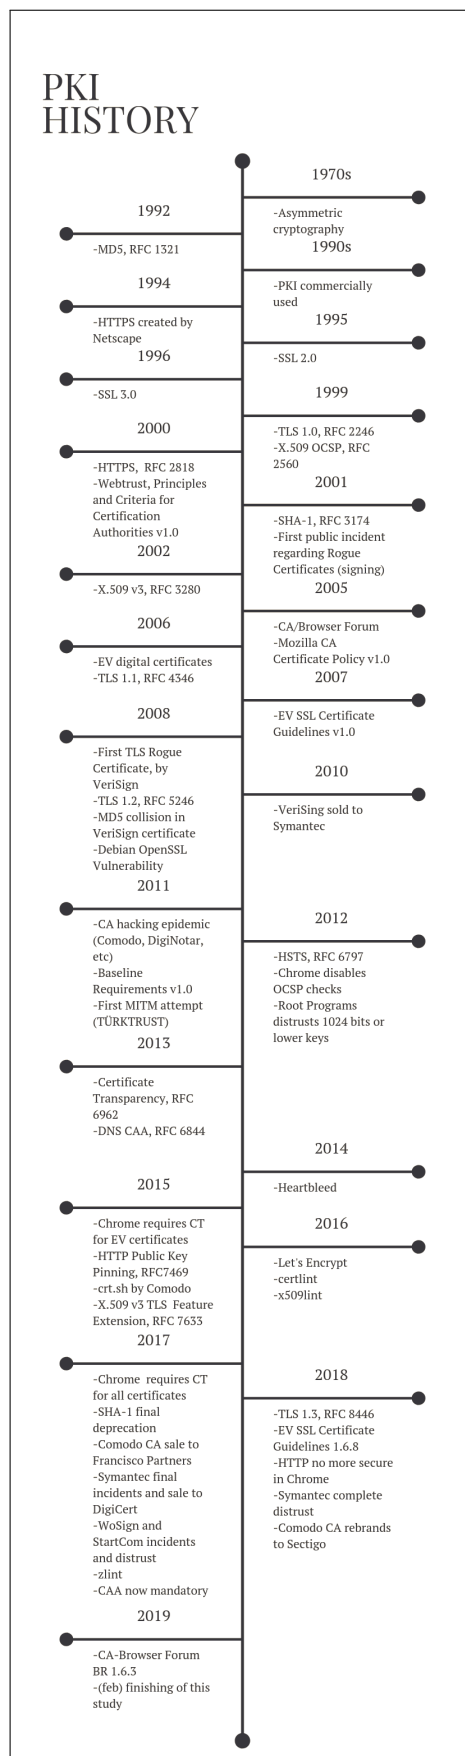 PKI
HISTORY
1970s
-Asymmetric
cryptography
1992
-MD5, RFC 1321
1990s
-PKI commercially
used
1994
-HTTPS created by
Netscape
1995
-SSL 2.0
1996
-SSL 3.0
1999
-TLS 1.0, RFC 2246
-X.509 OCSP, RFC
2560
2000
-HTTPS, RFC 2818
-Webtrust, Principles
and Criteria for
Certification
Authorities v1.0
2001
-SHA-1, RFC 3174
-First public incident
regarding Rogue
Certificates (signing)
2002
-X.509 v3, RFC 3280
2005
-CA/Browser Forum
-Mozilla CA
Certificate Policy v1.0
2006
-EV digital certificates
-TLS 1.1, RFC 4346
2007
-EV SSL Certificate
Guidelines v1.0
2008
-First TLS Rogue
Certificate, by
VeriSign
-TLS 1.2, RFC 5246
-MD5 collision in
VeriSign certificate
-Debian OpenSSL
Vulnerability
2010
-VeriSing sold to
Symantec
2011
-CA hacking epidemic
(Comodo, DigiNotar,
etc)
-Baseline
Requirements v1.0
-First MITM attempt
(TÜRKTRUST)
2012
-HSTS, RFC 6797
-Chrome disables
OCSP checks
-Root Programs
distrusts 1024 bits or
lower keys
2013
-Certificate
Transparency, RFC
6962
-DNS CAA, RFC 6844
2014
-Heartbleed
2015
-Chrome requires CT
for EV certificates
-HTTP Public Key
Pinning, RFC7469
-crt.sh by Comodo
-X.509 v3 TLS Feature
Extension, RFC 7633
2016
-Let's Encrypt
-certlint
-x509lint
2017
-Chrome requires CT
for all certificates
-SHA-1 final
deprecation
-Comodo CA sale to
Francisco Partners
-Symantec final
incidents and sale to
DigiCert
-WoSign and
StartCom incidents
and distrust
-zlint
-CAA now mandatory
2018
-TLS 1.3, RFC 8446
-EV SSL Certificate
Guidelines 1.6.8
-HTTP no more secure
in Chrome
-Symantec complete
distrust
-Comodo CA rebrands
to Sectigo
2019
-CA-Browser Forum
BR 1.6.3
-(feb) finishing of this
study